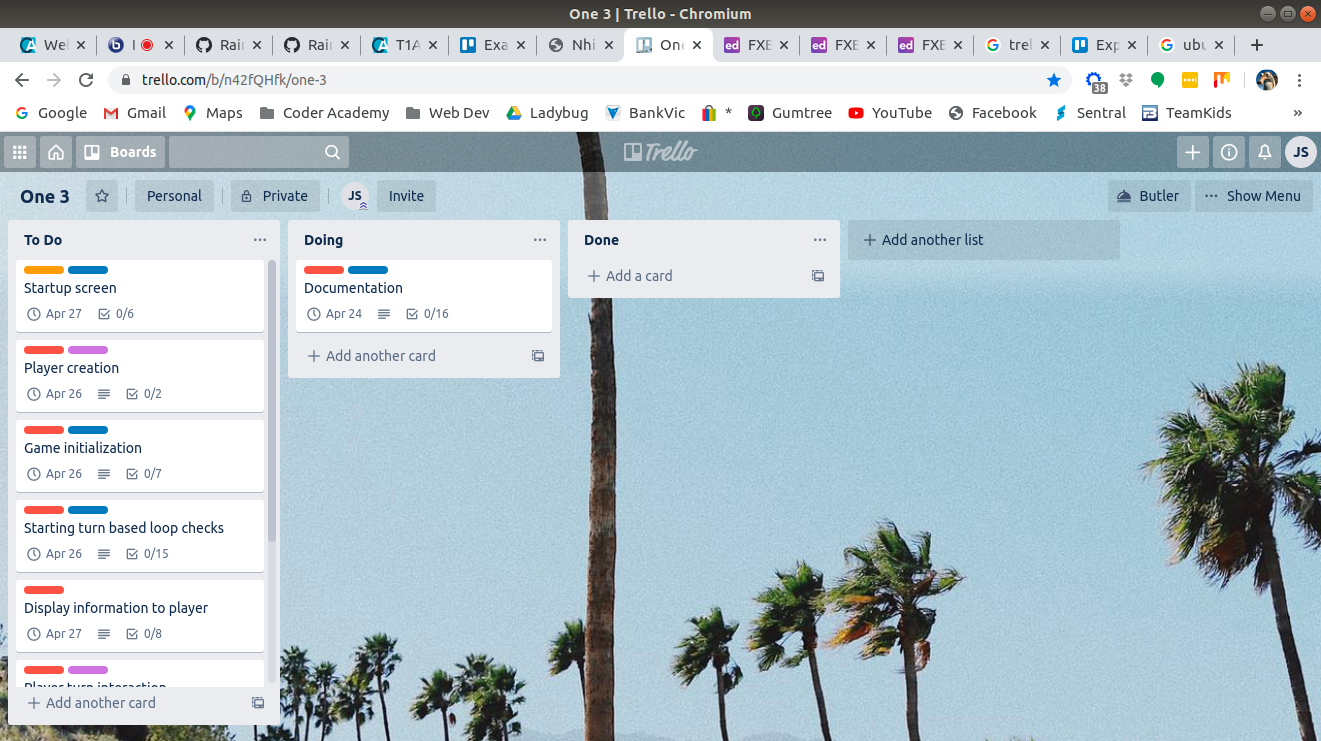 One 3 | Trello - Chromium
Wel I Rair Rair T1A Exa Nhi One FXE FXE FXE trel Exp ubu
trello.com/b/n42fQHfk/one-3 38
Google Gmail Maps Coder Academy Web Dev Ladybug BankVic * Gumtree YouTube Facebook Sentral TeamKids »
Boards Trello JS
One 3 Personal Private JS Invite Butler Show Menu
To Do
Startup screen
Apr 27 0/6
Player creation
Apr 26 0/2
Game initialization
Apr 26 0/7
Starting turn based loop checks
Apr 26 0/15
Display information to player
Apr 27 0/8
Player turn interaction
Add another card
Doing
Documentation
Apr 24 0/16
Add another card
Done
Add a card
Add another list